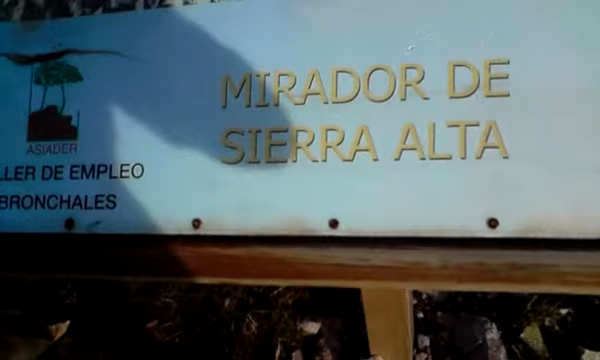 MIRADOR DE
SIERRA ALTA
ASIADER
LLER DE EMPLEO
BRONCHALES